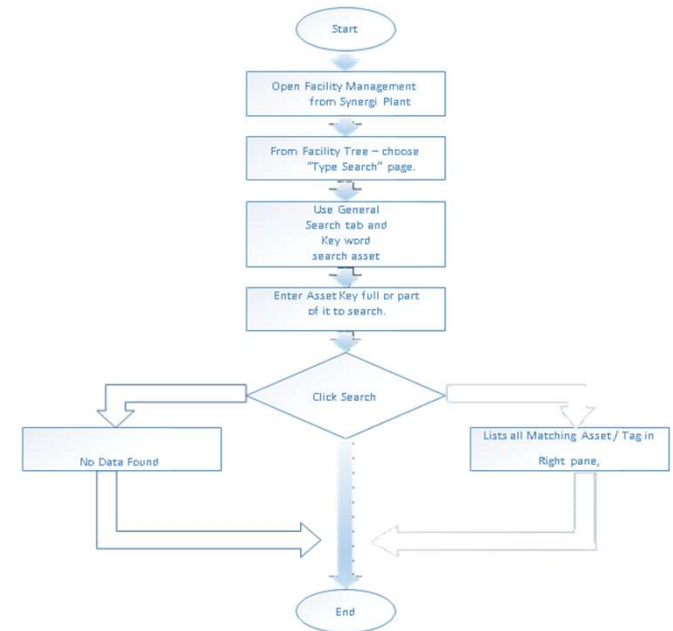 Start
Open Facility Management
from Synergi Plant
From Facility Tree – choose
"Type Search" page.
Use General
Search tab and
Key word
search asset
Enter Asset Key full or part
of it to search.
Click Search
No Data Found
Lists all Matching Asset / Tag in
Right pane,
End